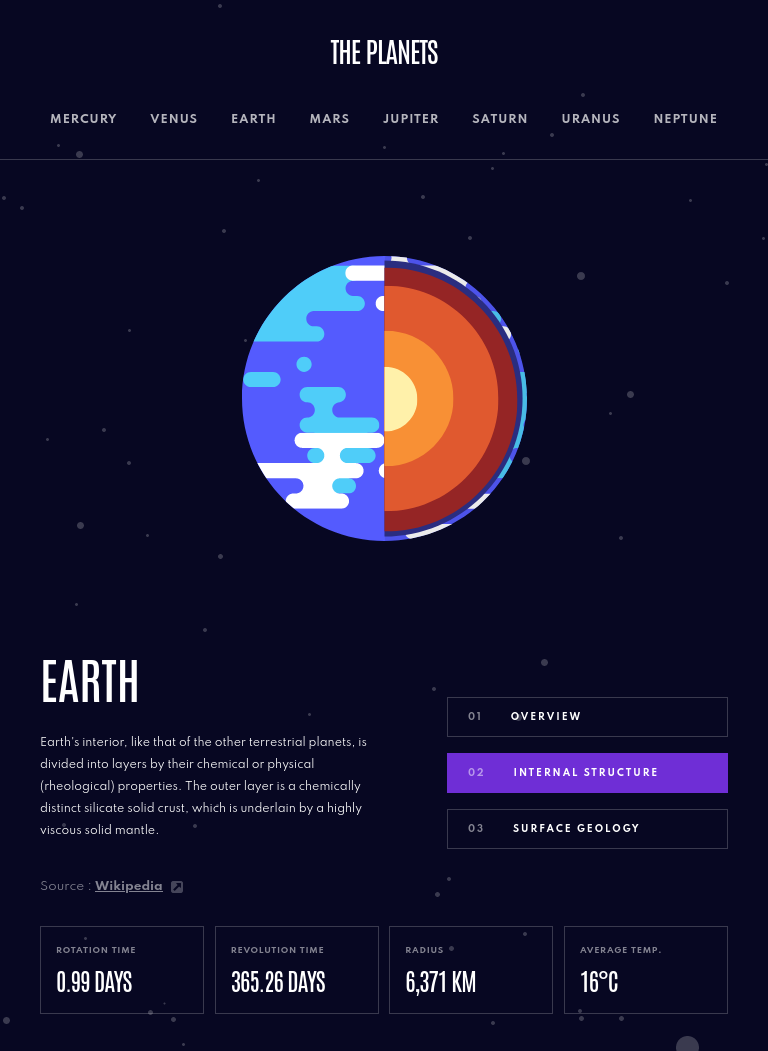 THE PLANETS
MERCURY VENUS EARTH MARS JUPITER SATURN URANUS NEPTUNE
EARTH
Earth's interior, like that of the other terrestrial planets, is
divided into layers by their chemical or physical
(rheological) properties. The outer layer is a chemically
distinct silicate solid crust, which is underlain by a highly
viscous solid mantle.
Source : Wikipedia
01 OVERVIEW
02 INTERNAL STRUCTURE
03 SURFACE GEOLOGY
ROTATION TIME
0.99 DAYS
REVOLUTION TIME
365.26 DAYS
RADIUS
6,371 KM
AVERAGE TEMP.
16°C